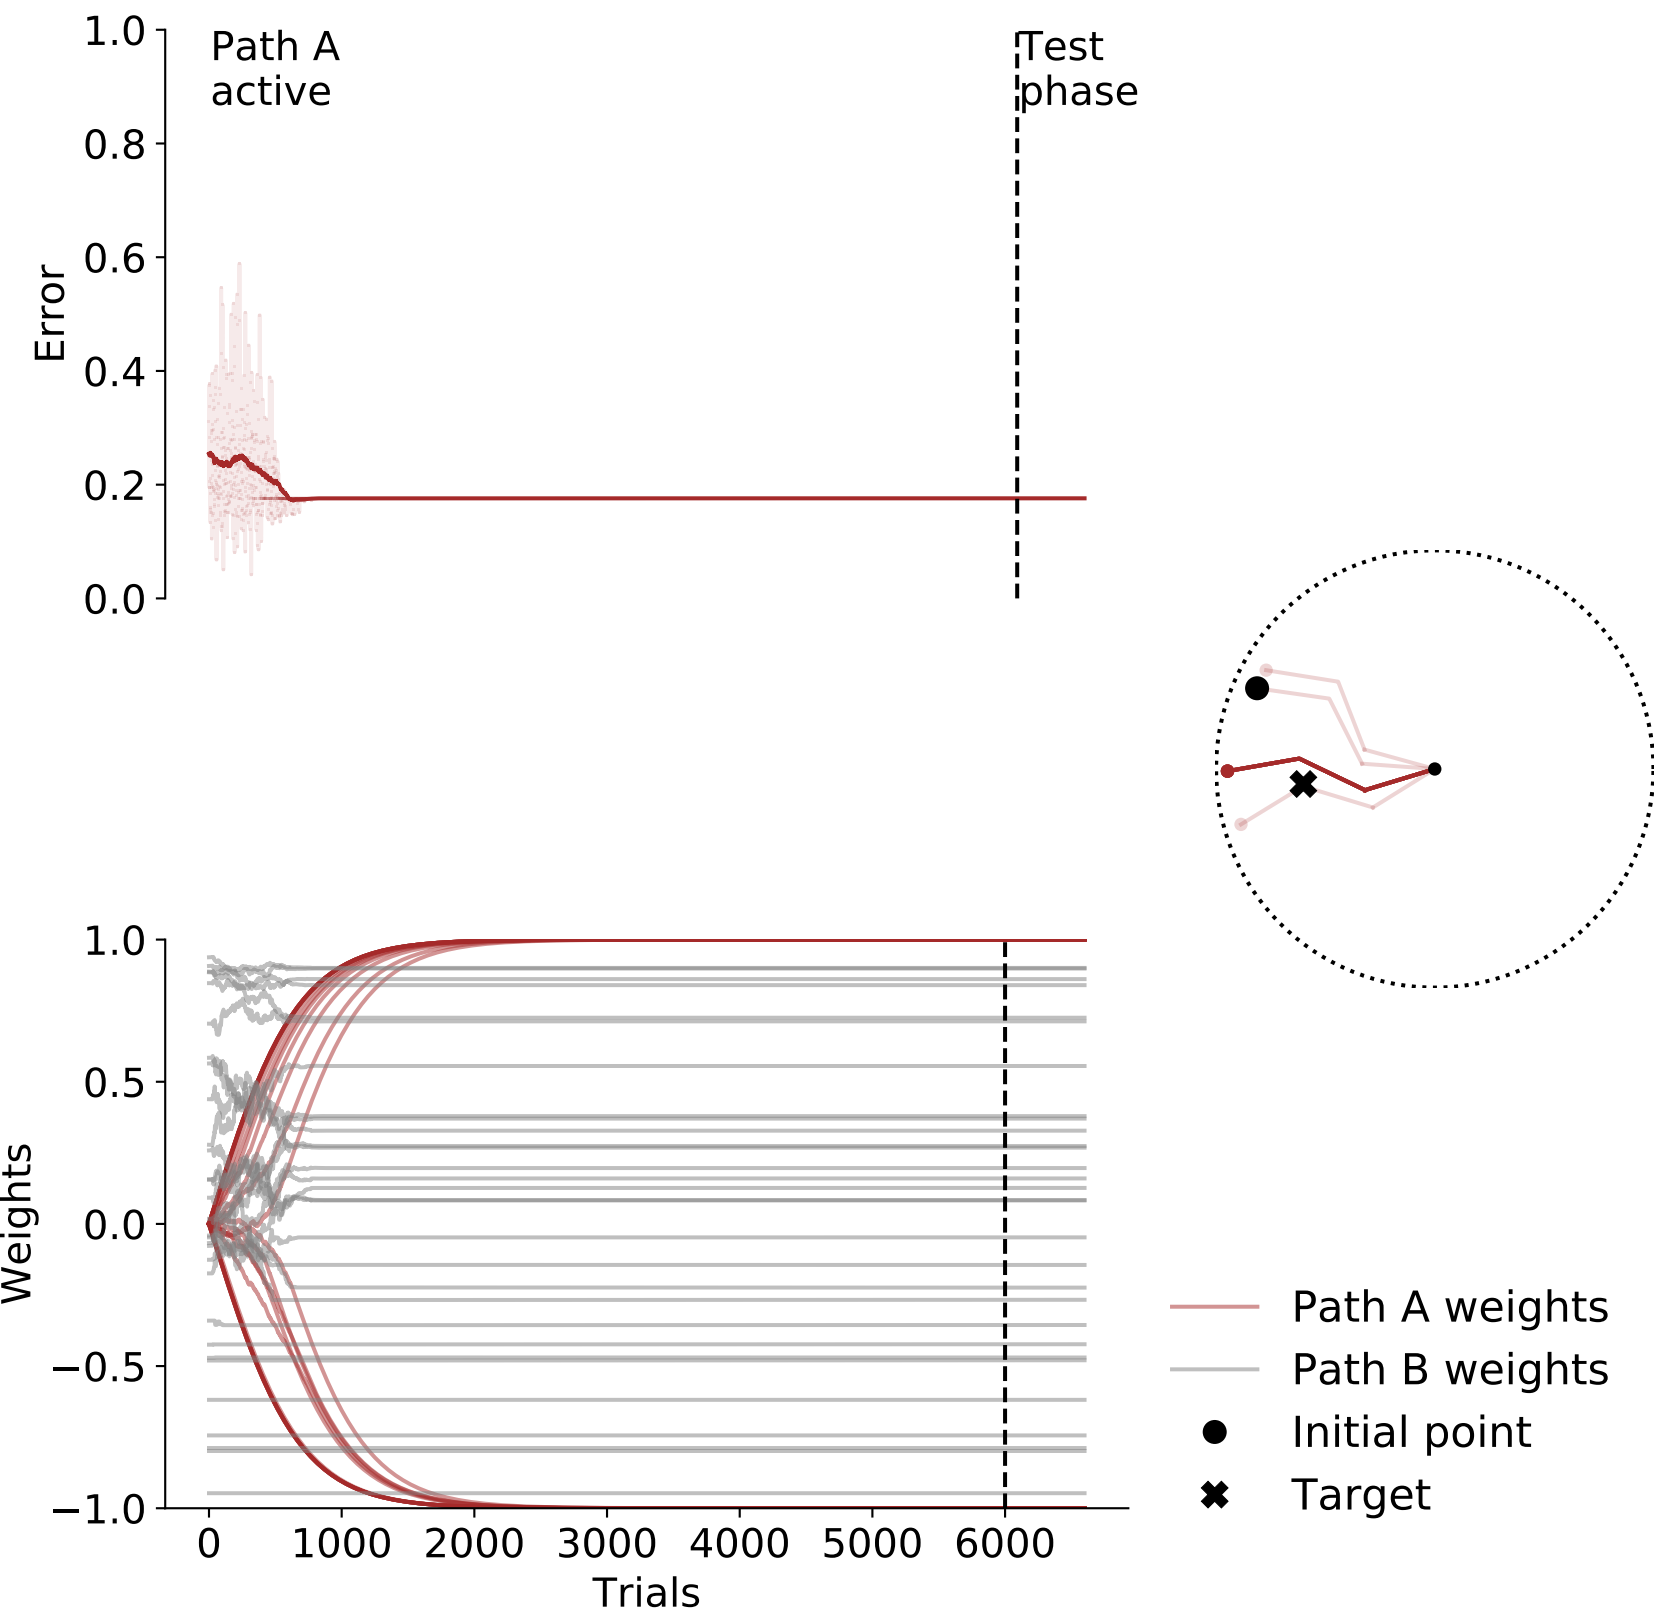 Path A
active
Test
phase
1.0
0.8
0.6
0.4
0.2
0.0
Error
1.0
0.5
0.0
−0.5
−1.0
Weights
0 1000 2000 3000 4000 5000 6000
Trials
Path A weights
Path B weights
Initial point
Target